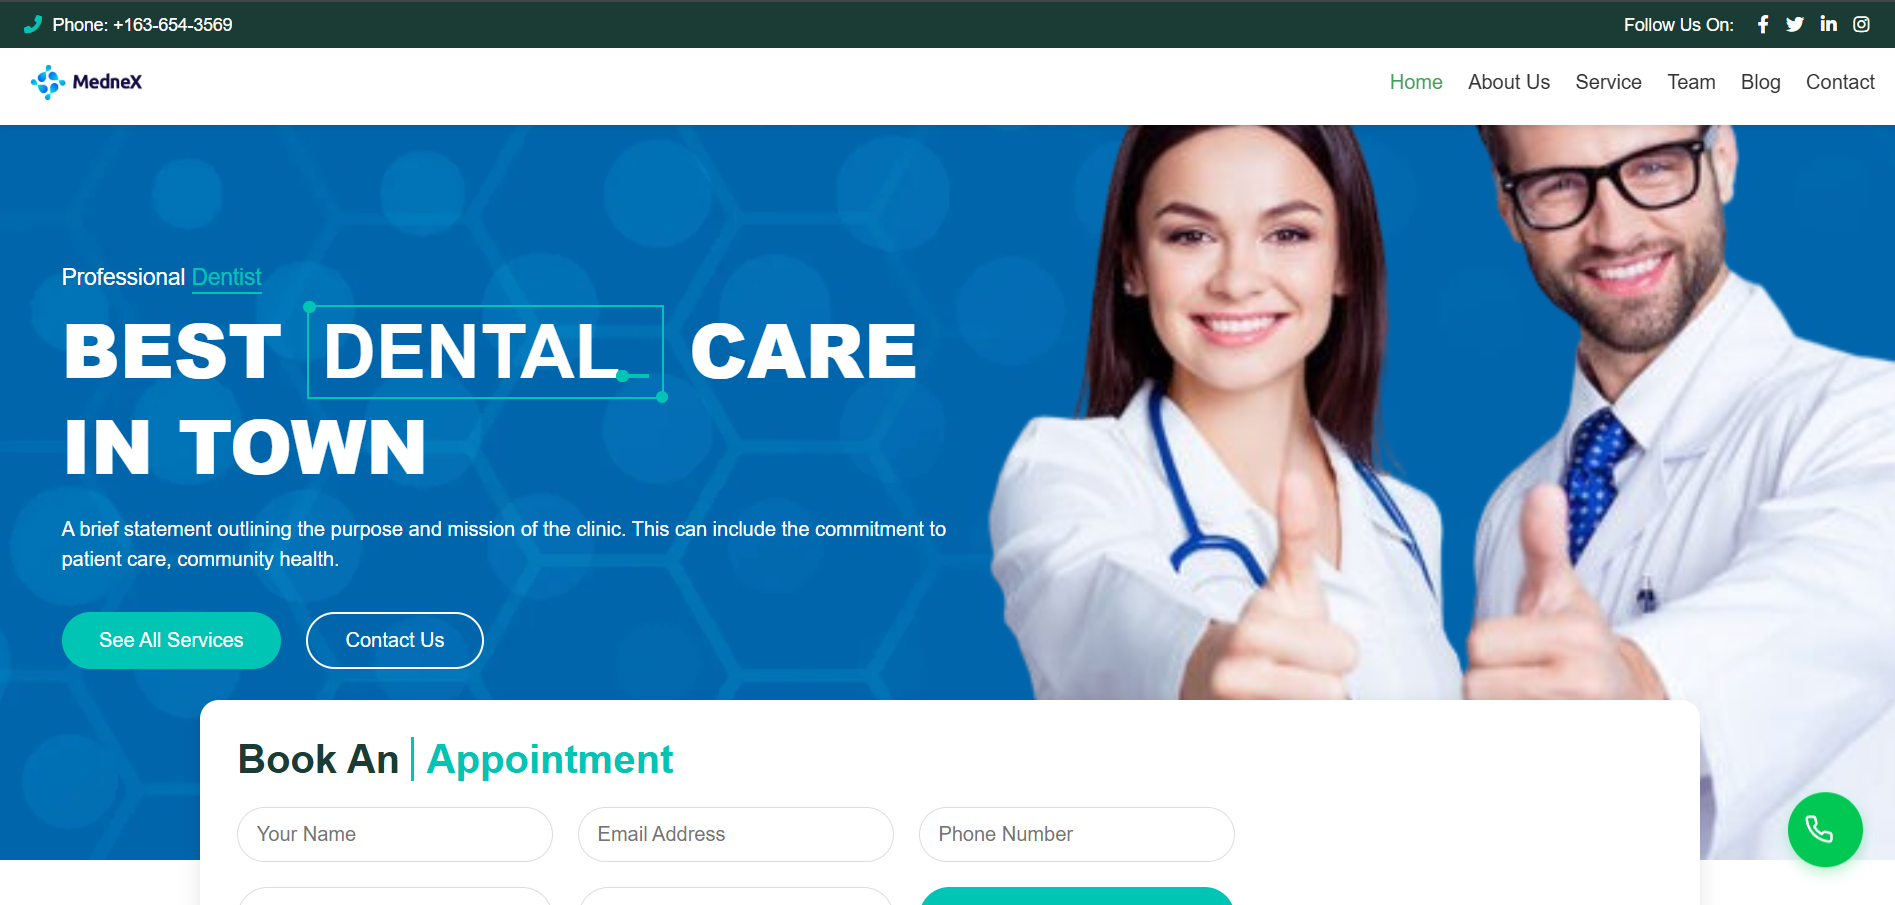 Phone: +163-654-3569
Follow Us On:
MedneX
Home
About Us
Service
Team
Blog
Contact
Professional Dentist
BEST DENTAL CARE
IN TOWN
A brief statement outlining the purpose and mission of the clinic. This can include the commitment to
patient care, community health.
See All Services
Contact Us
Book An Appointment
Your Name
Email Address
Phone Number